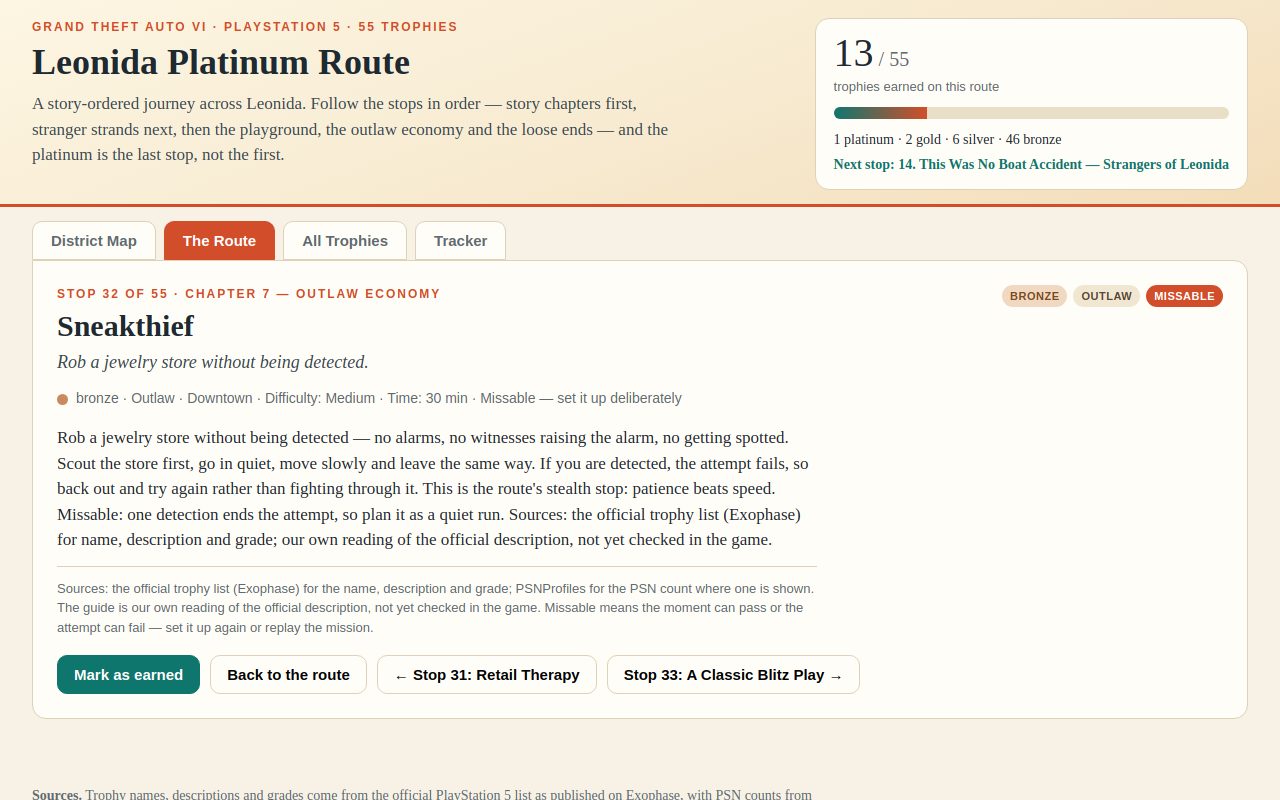 GRAND THEFT AUTO VI · PLAYSTATION 5 · 55 TROPHIES
Leonida Platinum Route
A story-ordered journey across Leonida. Follow the stops in order — story chapters first,
stranger strands next, then the playground, the outlaw economy and the loose ends — and the
platinum is the last stop, not the first.
13 / 55
trophies earned on this route
1 platinum · 2 gold · 6 silver · 46 bronze
Next stop: 14. This Was No Boat Accident — Strangers of Leonida
District Map
The Route
All Trophies
Tracker
STOP 32 OF 55 · CHAPTER 7 — OUTLAW ECONOMY
BRONZE
OUTLAW
MISSABLE
Sneakthief
Rob a jewelry store without being detected.
bronze · Outlaw · Downtown · Difficulty: Medium · Time: 30 min · Missable — set it up deliberately
Rob a jewelry store without being detected — no alarms, no witnesses raising the alarm, no getting spotted.
Scout the store first, go in quiet, move slowly and leave the same way. If you are detected, the attempt fails, so
back out and try again rather than fighting through it. This is the route's stealth stop: patience beats speed.
Missable: one detection ends the attempt, so plan it as a quiet run. Sources: the official trophy list (Exophase)
for name, description and grade; our own reading of the official description, not yet checked in the game.
Sources: the official trophy list (Exophase) for the name, description and grade; PSNProfiles for the PSN count where one is shown.
The guide is our own reading of the official description, not yet checked in the game. Missable means the moment can pass or the
attempt can fail — set it up again or replay the mission.
Mark as earned
Back to the route
← Stop 31: Retail Therapy
Stop 33: A Classic Blitz Play →
Sources. Trophy names, descriptions and grades come from the official PlayStation 5 list as published on Exophase, with PSN counts from